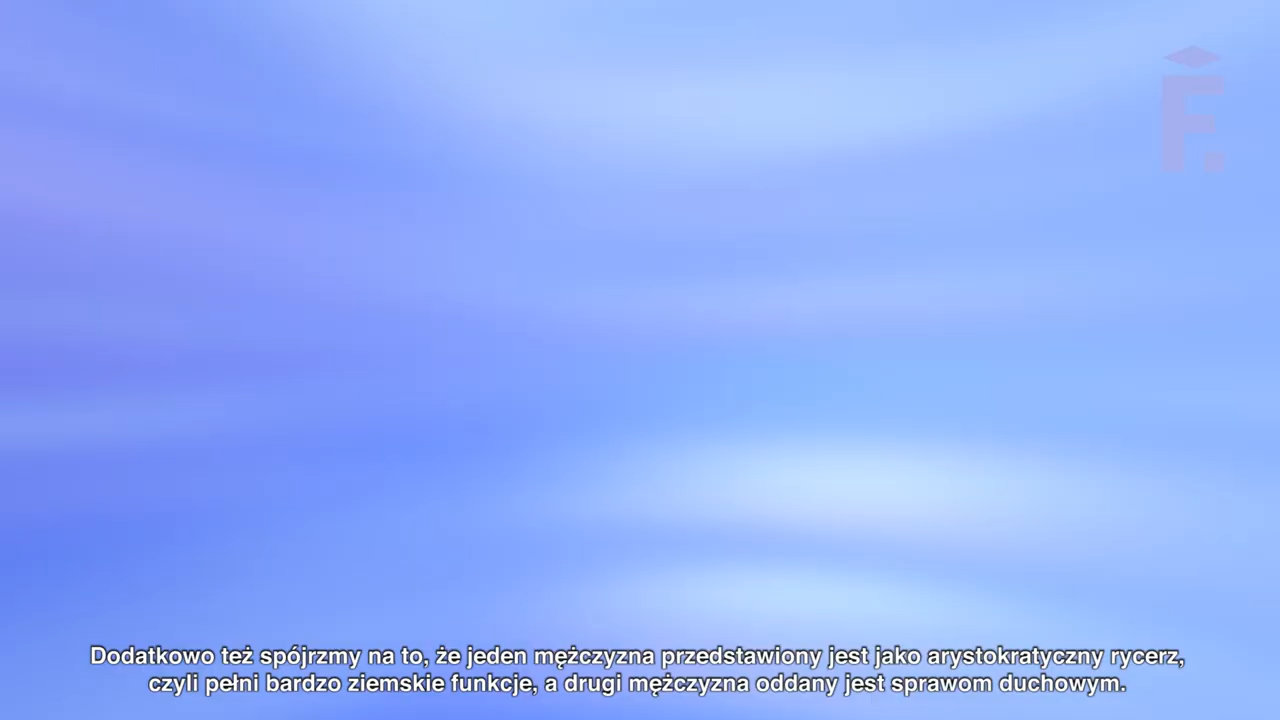 F.
Dodatkowo też spójrzmy na to, że jeden mężczyzna przedstawiony jest jako arystokratyczny rycerz,
czyli pełni bardzo ziemskie funkcje, a drugi mężczyzna oddany jest sprawom duchowym.